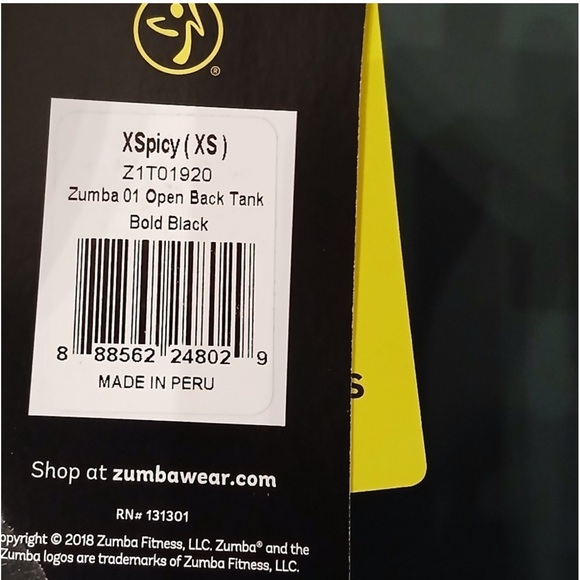 ®
XSpicy ( XS )
Z1T01920
Zumba 01 Open Back Tank
Bold Black
8 88562 24802 9
MADE IN PERU
S
Shop at zumbawear.com
RN# 131301
opyright © 2018 Zumba Fitness, LLC. Zumba® and the
Zumba logos are trademarks of Zumba Fitness, LLC.